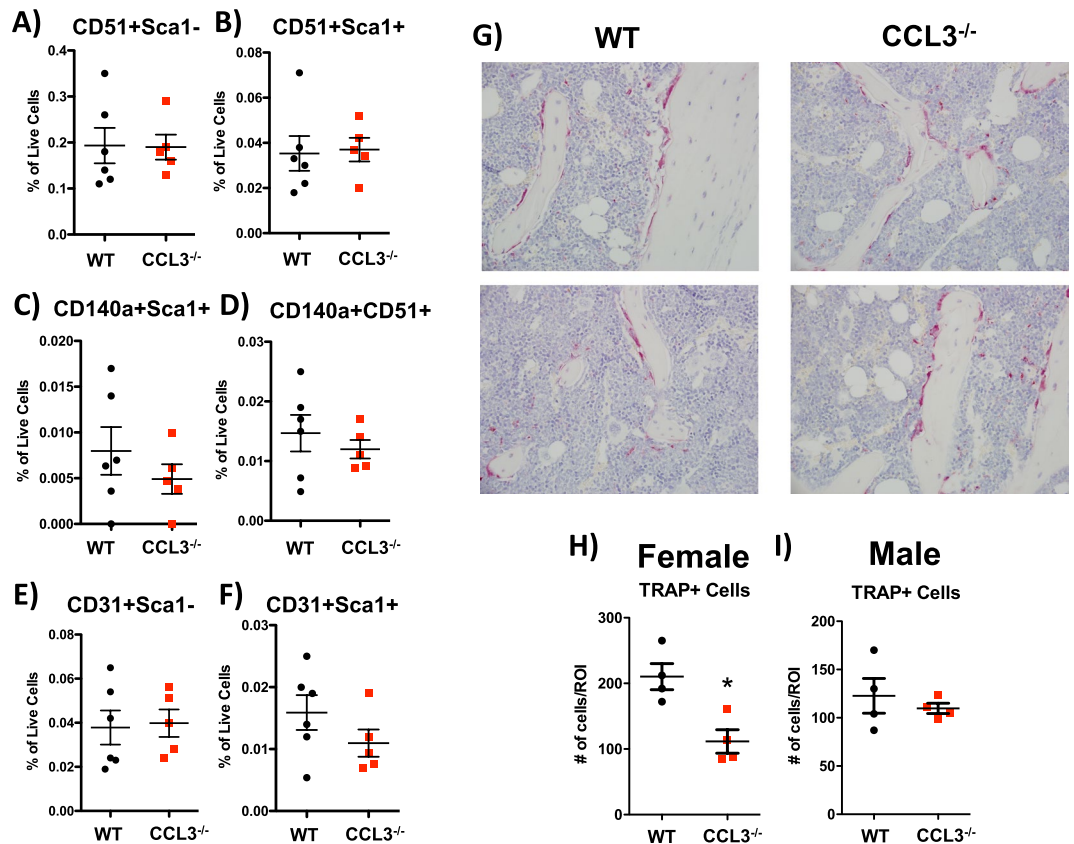 A)
CD51+Sca1-
% of Live Cells
0.4
0.3
0.2
0.1
0.0
WT
CCL3-/-
B)
CD51+Sca1+
% of Live Cells
0.08
0.06
0.04
0.02
0.00
WT
CCL3-/-
C)
CD140a+Sca1+
% of Live Cells
0.020
0.015
0.010
0.005
0.000
WT
CCL3-/-
D)
CD140a+CD51+
% of Live Cells
0.03
0.02
0.01
0.00
WT
CCL3-/-
E)
CD31+Sca1-
% of Live Cells
0.08
0.06
0.04
0.02
0.00
WT
CCL3-/-
F)
CD31+Sca1+
% of Live Cells
0.03
0.02
0.01
0.00
WT
CCL3-/-
G)
WT
CCL3-/-
H)
Female
TRAP+ Cells
# of cells/ROI
300
200
100
0
*
WT
CCL3-/-
I)
Male
TRAP+ Cells
# of cells/ROI
200
150
100
50
0
WT
CCL3-/-